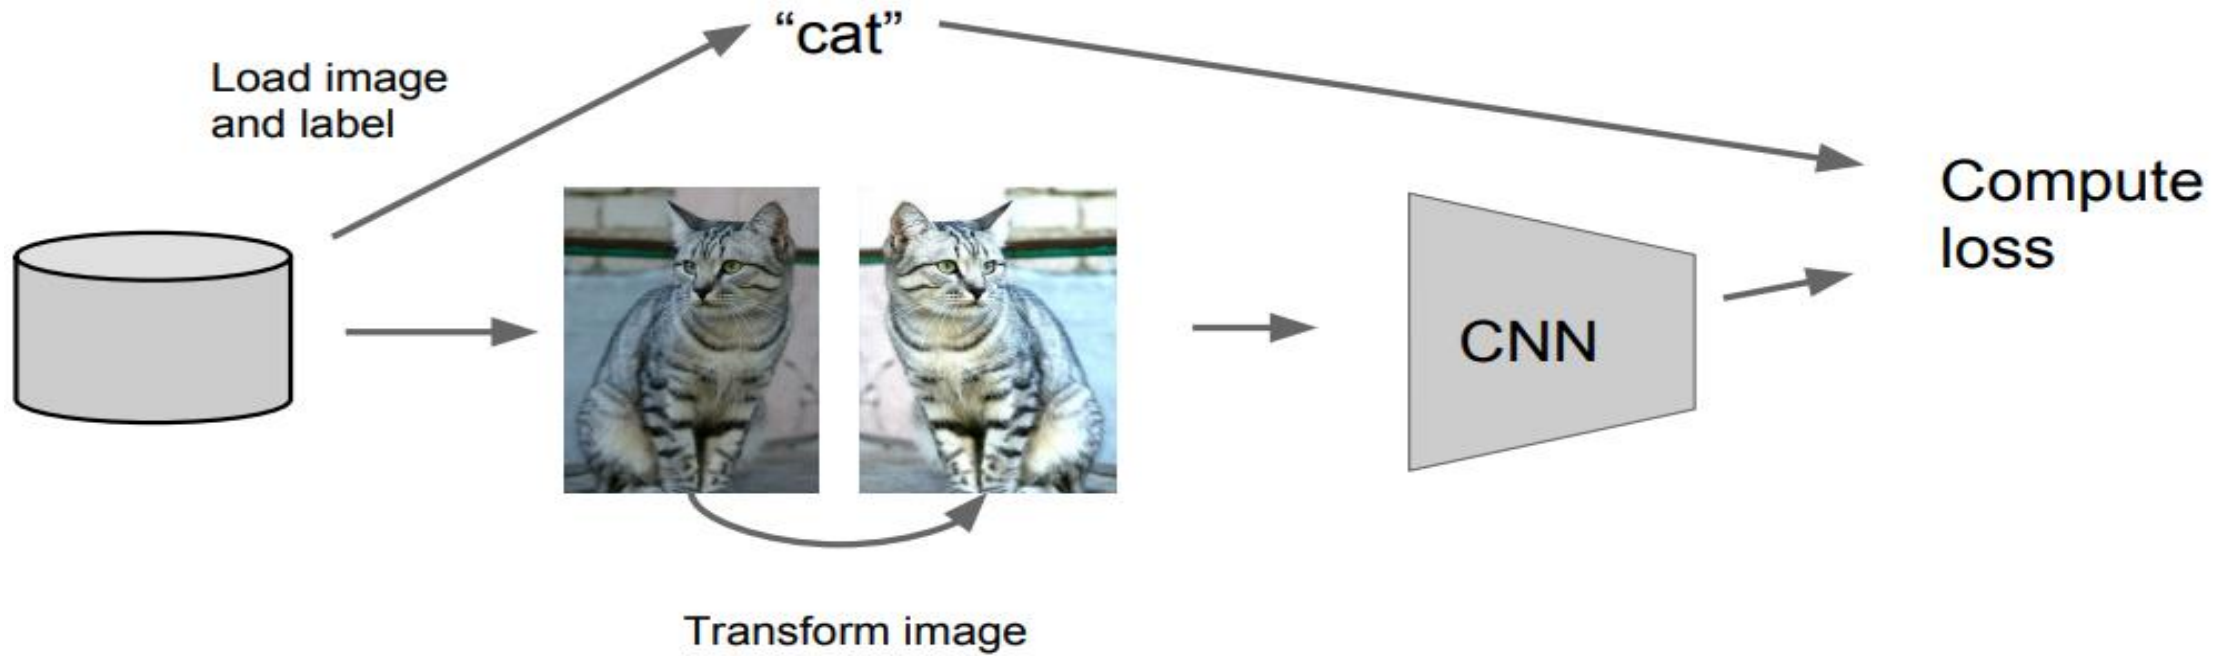 “cat”
Load image
and label
Compute
loss
CNN
Transform image